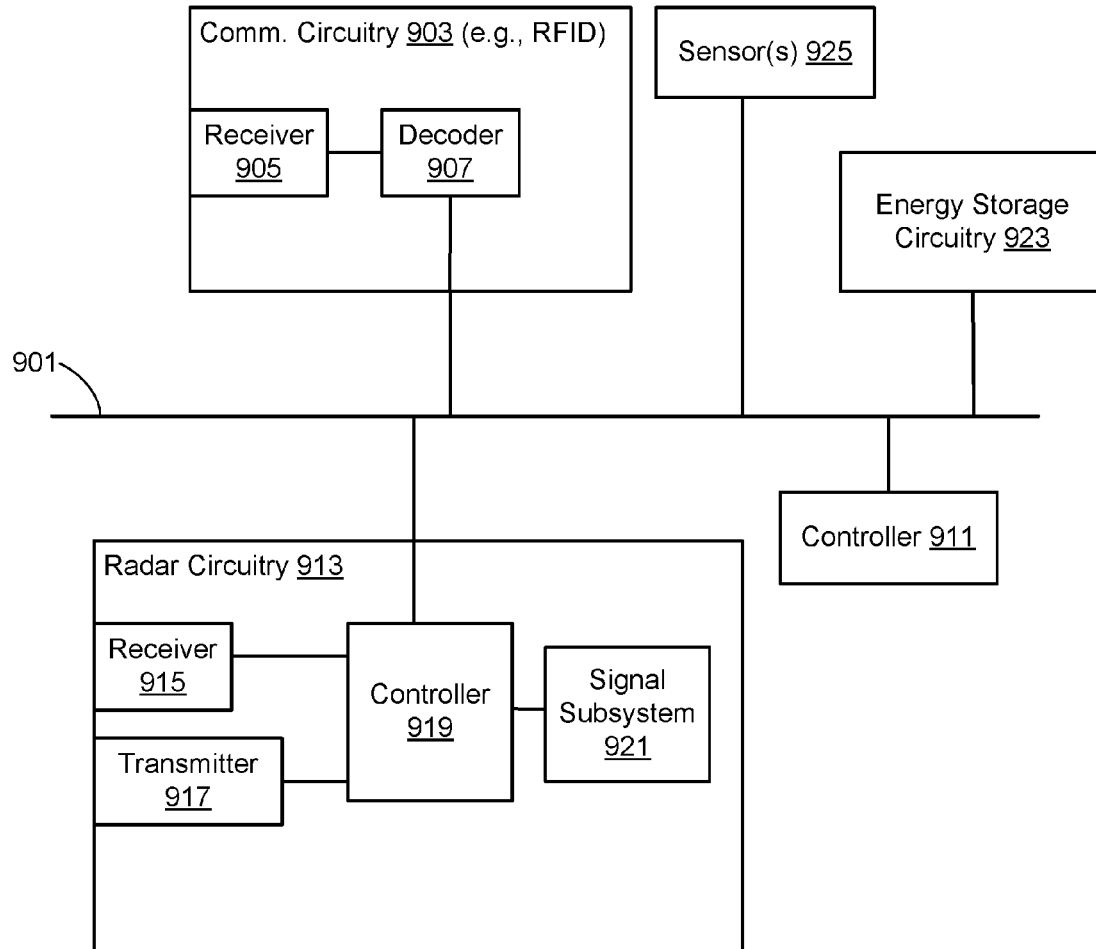 Comm. Circuitry 903 (e.g., RFID)
Receiver
905
Decoder
907
Sensor(s) 925
Energy Storage
Circuitry 923
901
Controller 911
Radar Circuitry 913
Receiver
915
Transmitter
917
Controller
919
Signal
Subsystem
921